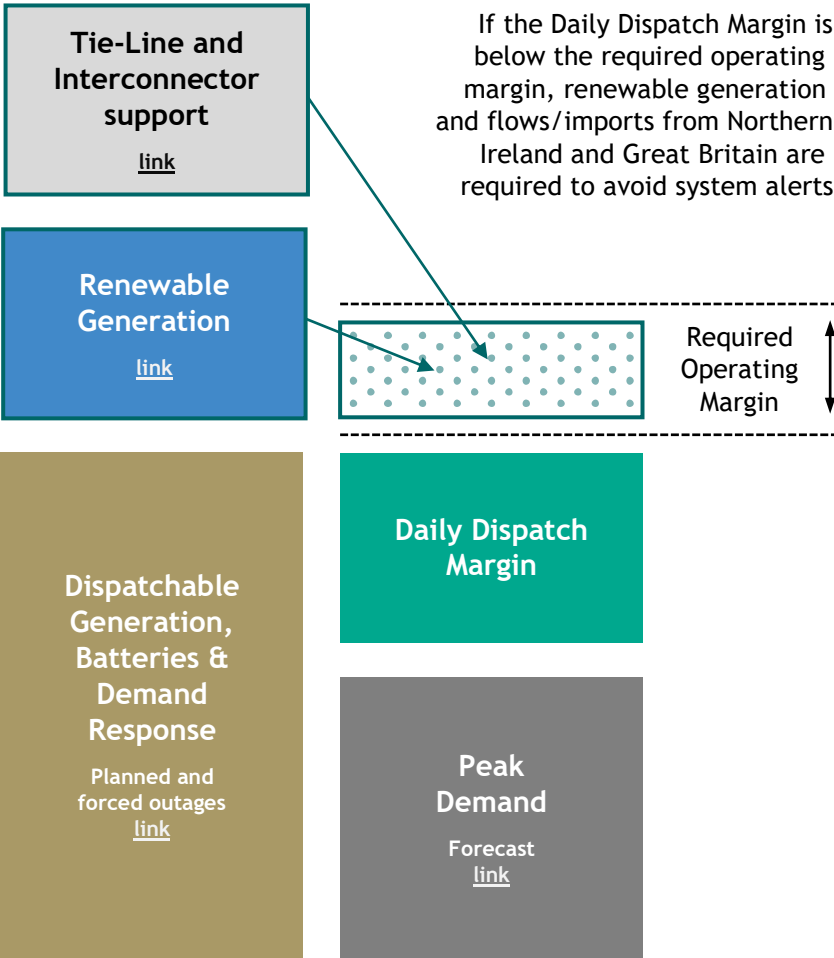 Tie-Line and
Interconnector
support
link
If the Daily Dispatch Margin is
below the required operating
margin, renewable generation
and flows/imports from Northern
Ireland and Great Britain are
required to avoid system alerts
Renewable
Generation
link
Required
Operating
Margin
Daily Dispatch
Margin
Dispatchable
Generation,
Batteries &
Demand
Response
Planned and
forced outages
link
Peak
Demand
Forecast
link